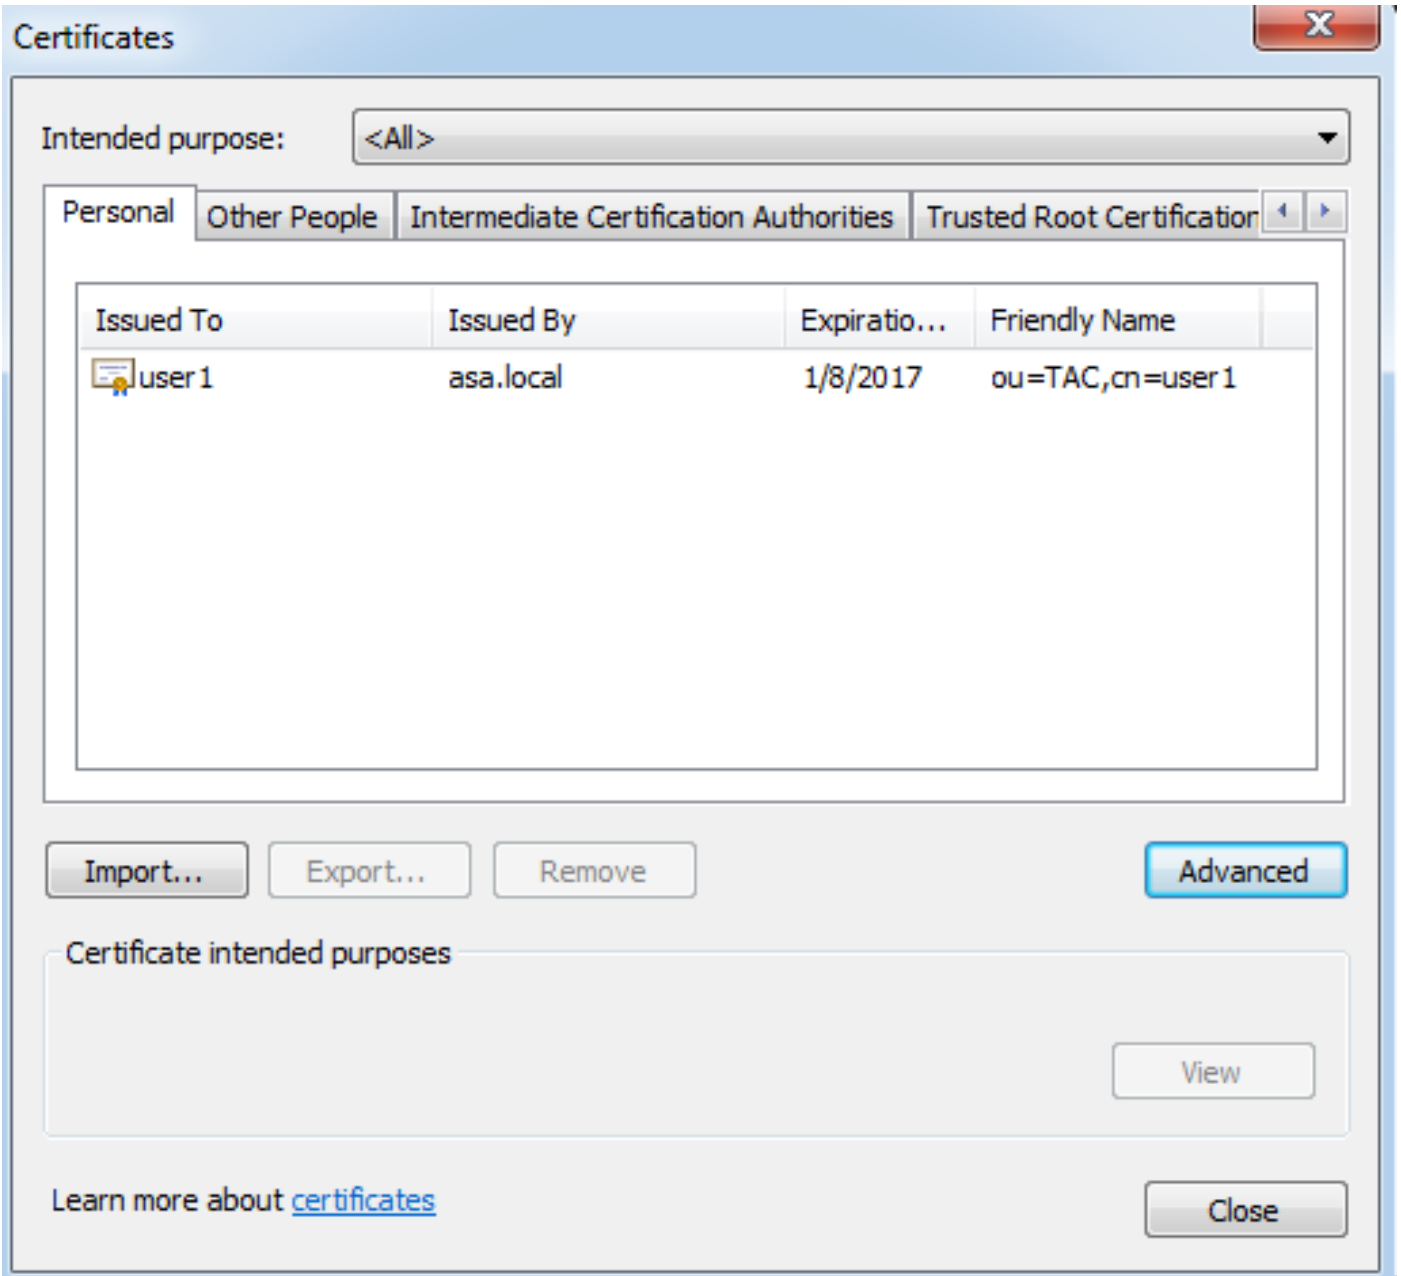 Certificates
Intended purpose: <All>
Personal Other People Intermediate Certification Authorities Trusted Root Certification
Issued To Issued By Expiratio... Friendly Name
user1 asa.local 1/8/2017 ou=TAC,cn=user1
Import... Export... Remove Advanced
Certificate intended purposes
View
Learn more about certificates
Close